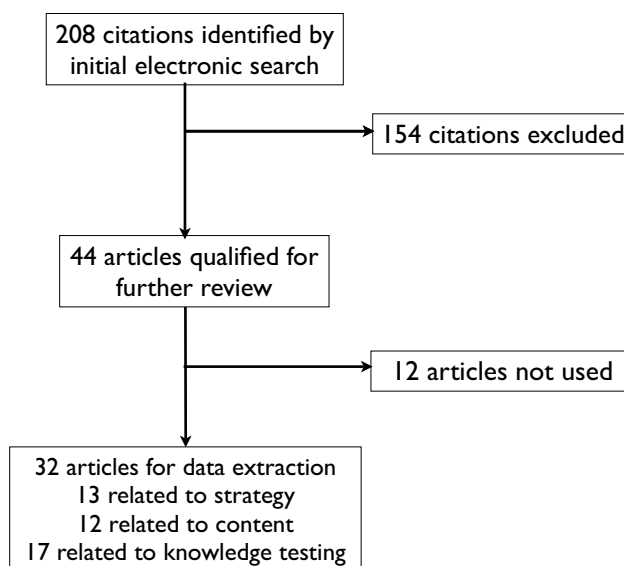 208 citations identified by
initial electronic search
154 citations excluded
44 articles qualified for
further review
12 articles not used
32 articles for data extraction
13 related to strategy
12 related to content
17 related to knowledge testing